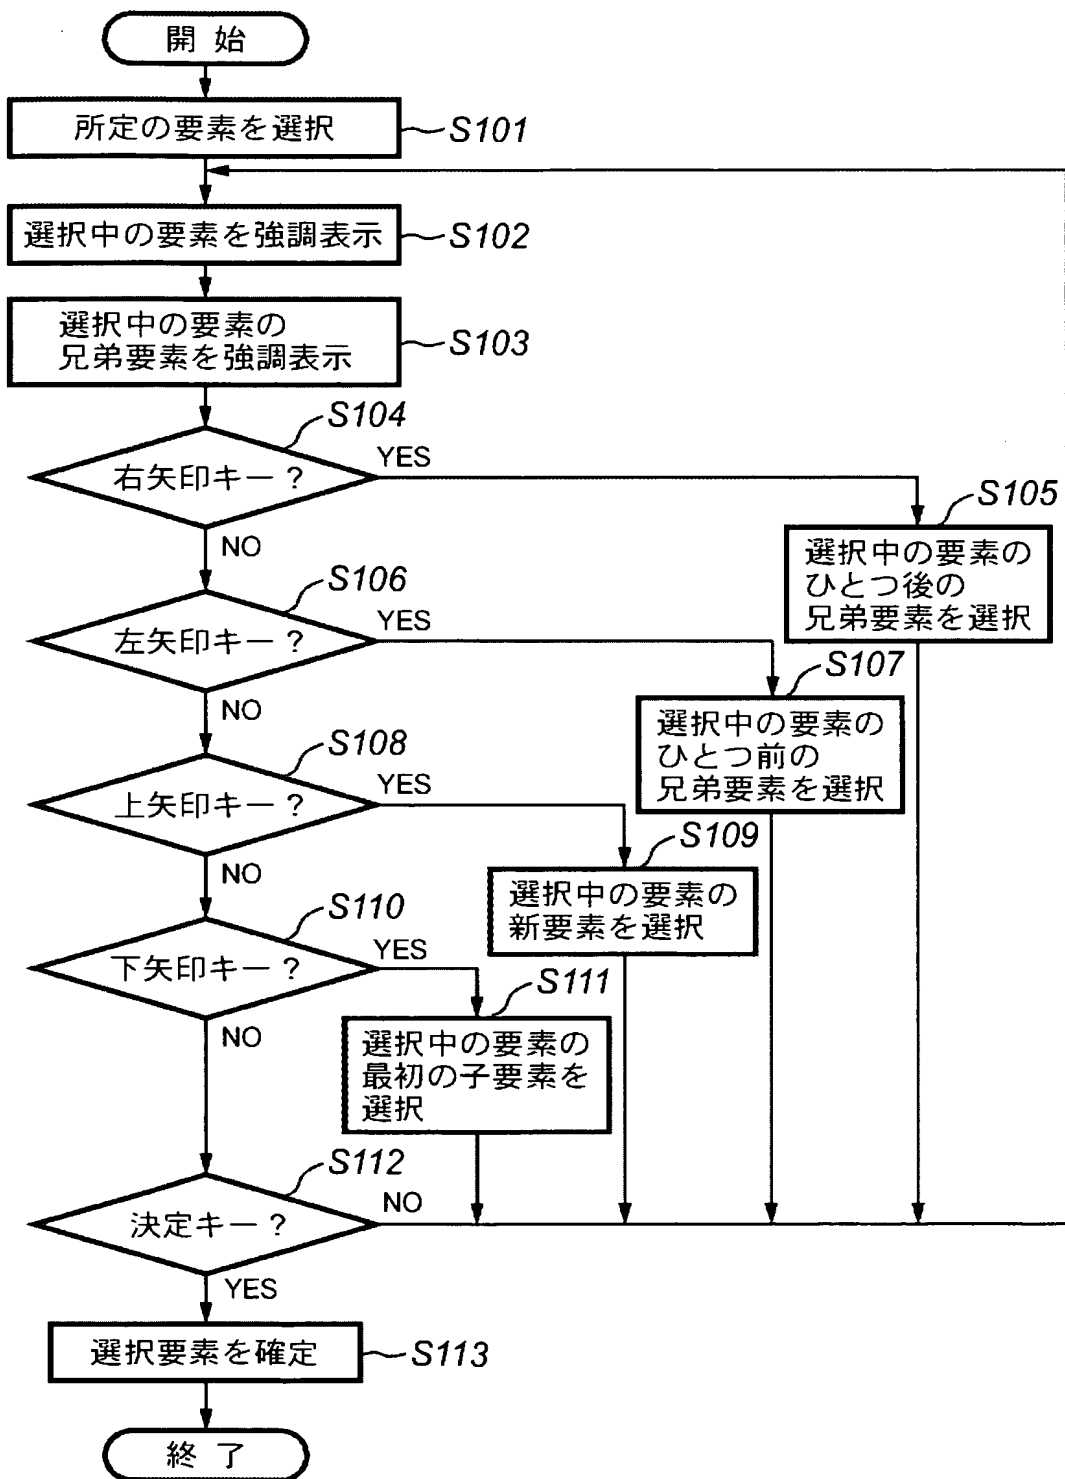 開始
所定の要素を選択
S101
選択中の要素を強調表示
S102
選択中の要素の
兄弟要素を強調表示
S103
S104
右矢印キー?
YES
NO
S105
選択中の要素の
ひとつ後の
兄弟要素を選択
S106
左矢印キー?
YES
NO
S107
選択中の要素の
ひとつ前の
兄弟要素を選択
S108
上矢印キー?
YES
NO
S109
選択中の要素の
新要素を選択
S110
下矢印キー?
YES
NO
S111
選択中の要素の
最初の子要素を
選択
S112
決定キー?
NO
YES
選択要素を確定
S113
終了